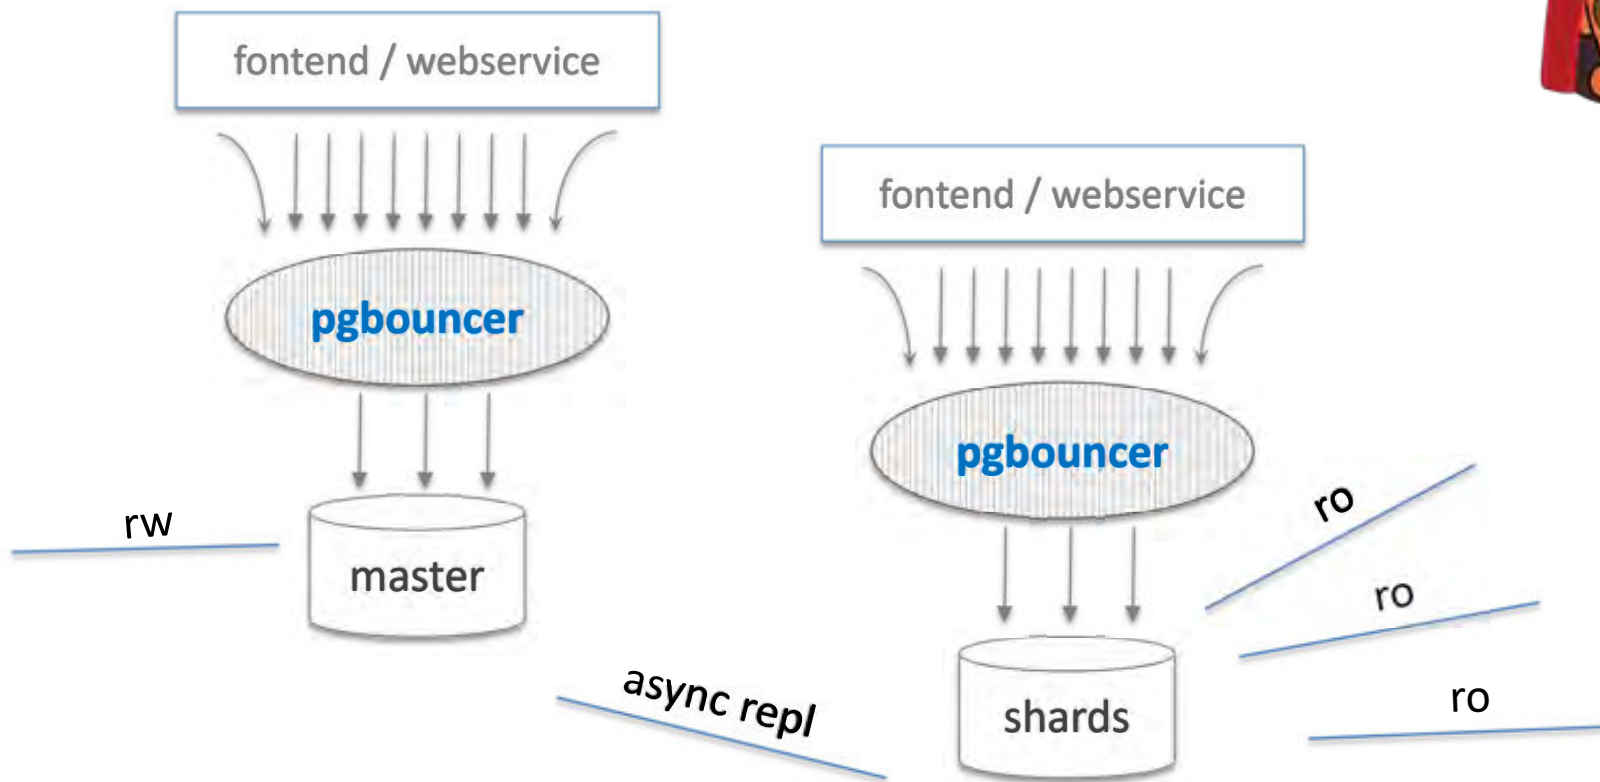 fontend / webservice
fontend / webservice
pgbouncer
pgbouncer
rw
master
ro
ro
async repl
shards
ro